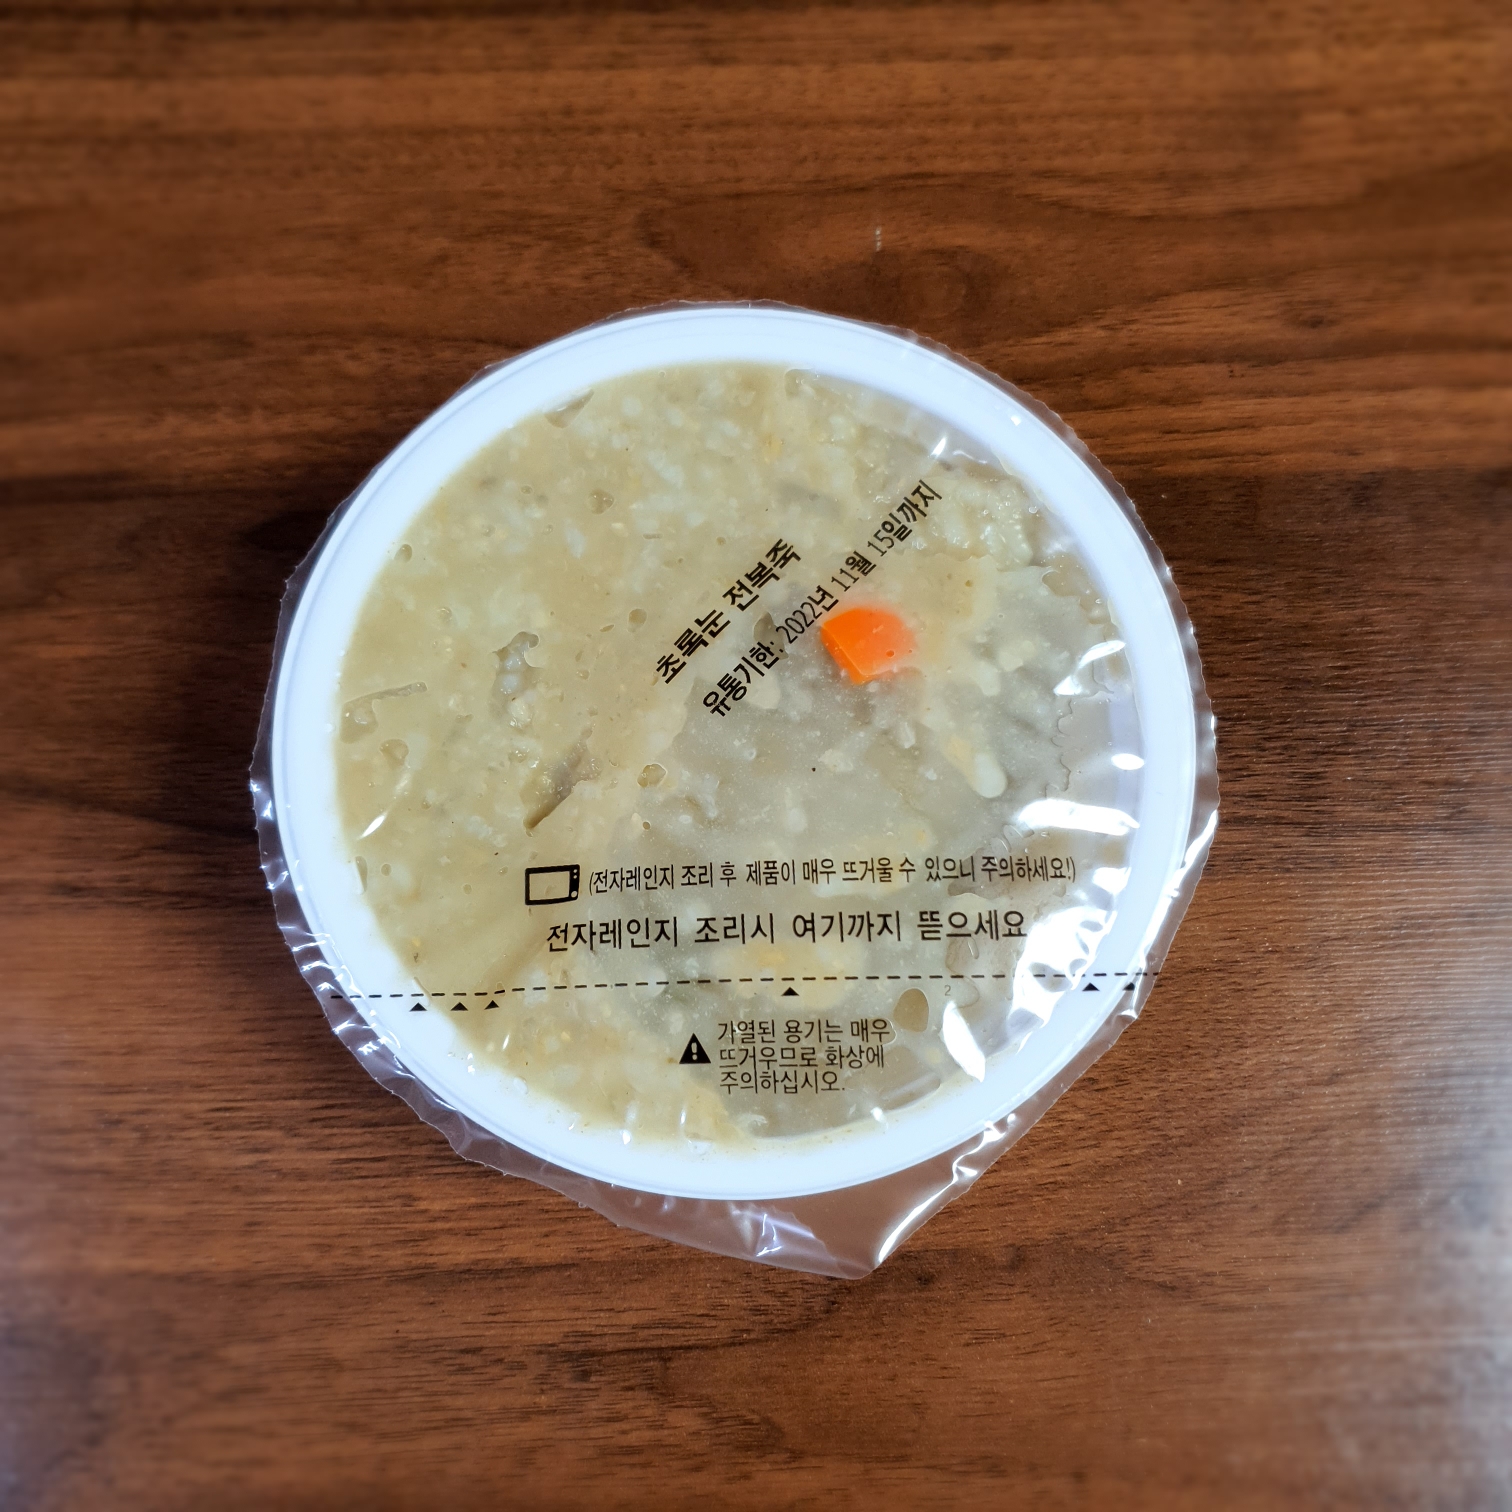 초록눈 전복죽
유통기한: 2022년 11월 15일까지
(전자레인지 조리 후 제품이 매우 뜨거울 수 있으니 주의하세요!)
전자레인지 조리시 여기까지 뜯으세요
2
가열된 용기는 매우
뜨거우므로 화상에
주의하십시오.